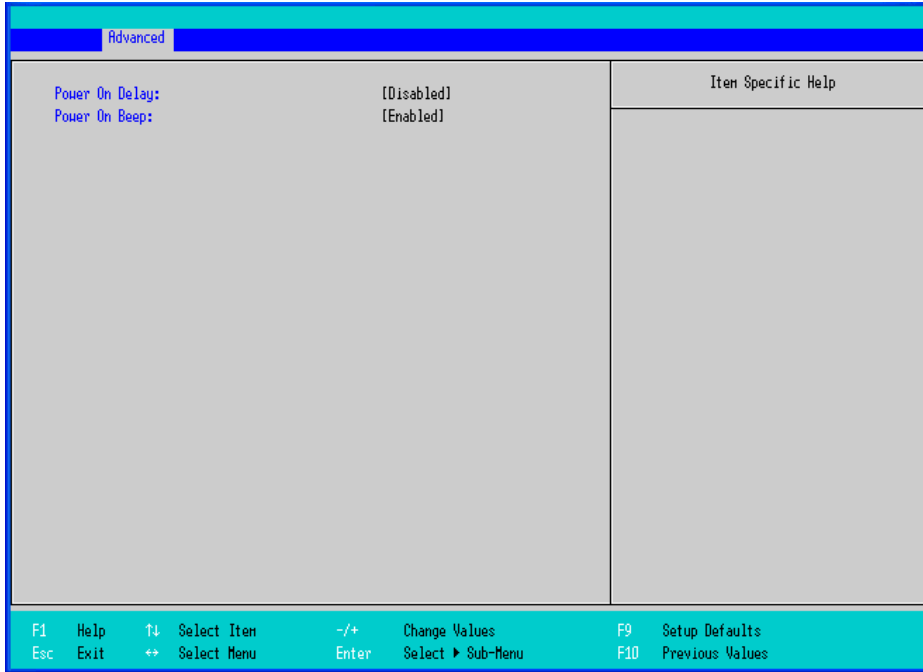 Advanced
Power On Delay: [Disabled]
Power On Beep: [Enabled]
Item Specific Help
F1 Help ↑↓ Select Item -/+ Change Values F9 Setup Defaults
Esc Exit ↔ Select Menu Enter Select ▶ Sub-Menu F10 Previous Values